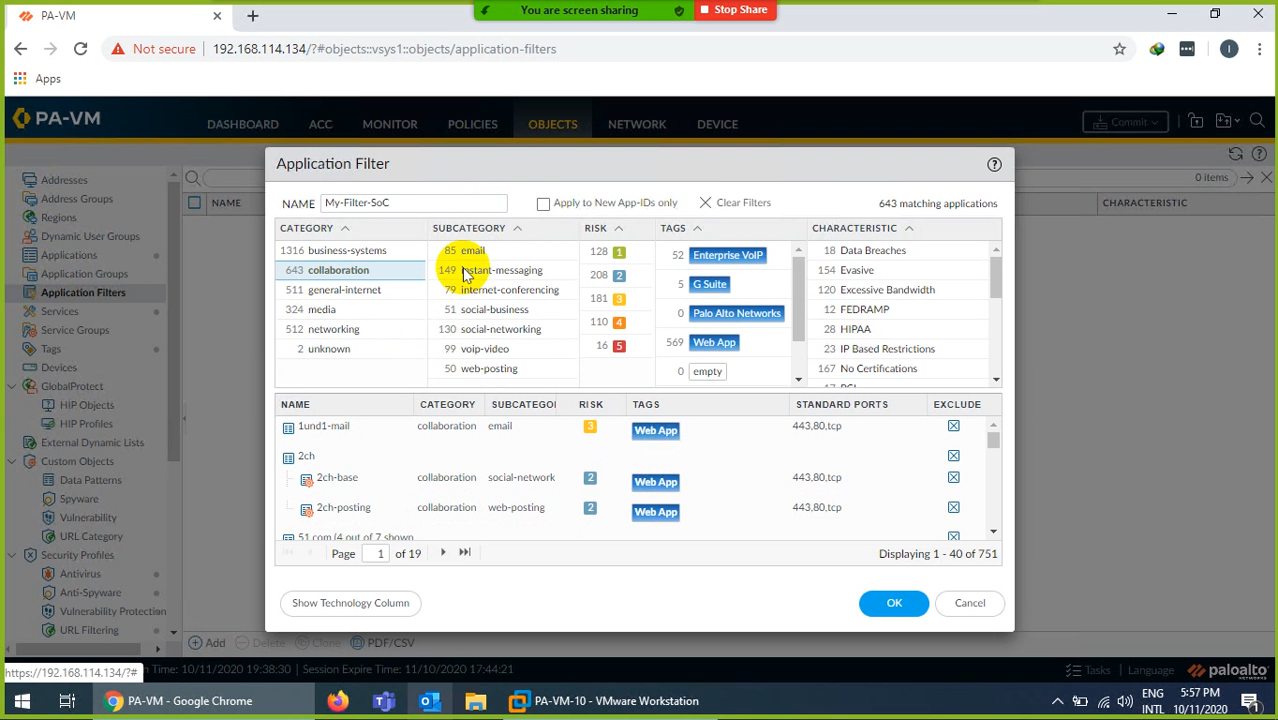 PA-VM
You are screen sharing
Stop Share
Not secure
192.168.114.134/?#objects::vsys1::objects/application-filters
Apps
PA-VM
DASHBOARD
ACC
MONITOR
POLICIES
OBJECTS
NETWORK
DEVICE
Commit
Addresses
Address Groups
Regions
Dynamic User Groups
Applications
Application Groups
Application Filters
Services
Service Groups
Tags
Devices
GlobalProtect
HIP Objects
HIP Profiles
External Dynamic Lists
Custom Objects
Data Patterns
Spyware
Vulnerability
URL Category
Security Profiles
Antivirus
Anti-Spyware
Vulnerability Protection
URL Filtering
0 items
NAME
CHARACTERISTIC
Application Filter
NAME My-Filter-SoC Apply to New App-IDs only Clear Filters 643 matching applications
CATEGORY SUBCATEGORY RISK TAGS CHARACTERISTIC
1316 business-systems
643 collaboration
511 general-internet
324 media
512 networking
2 unknown
85 email
149 instant-messaging
79 internet-conferencing
51 social-business
130 social-networking
99 voip-video
50 web-posting
128 1
208 2
181 3
110 4
16 5
52 Enterprise VoIP
5 G Suite
0 Palo Alto Networks
569 Web App
0 empty
18 Data Breaches
154 Evasive
120 Excessive Bandwidth
12 FEDRAMP
28 HIPAA
23 IP Based Restrictions
167 No Certifications
NAME CATEGORY SUBCATEGO RISK TAGS STANDARD PORTS EXCLUDE
1und1-mail collaboration email 3 Web App 443,80,tcp
2ch
2ch-base collaboration social-network 2 Web App 443,80,tcp
2ch-posting collaboration web-posting 2 Web App 443,80,tcp
51.com (4 out of 7 shown
Page 1 of 19
Displaying 1 - 40 of 751
Show Technology Column
OK
Cancel
Add
Delete
Clone
PDF/CSV
https://192.168.114.134/?#
Time: 10/11/2020 19:38:30 | Session Expire Time: 11/10/2020 17:44:21
Tasks | Language
paloalto
NETWORKS
PA-VM - Google Chrome
PA-VM-10 - VMware Workstation
ENG
INTL
5:57 PM
10/11/2020
1